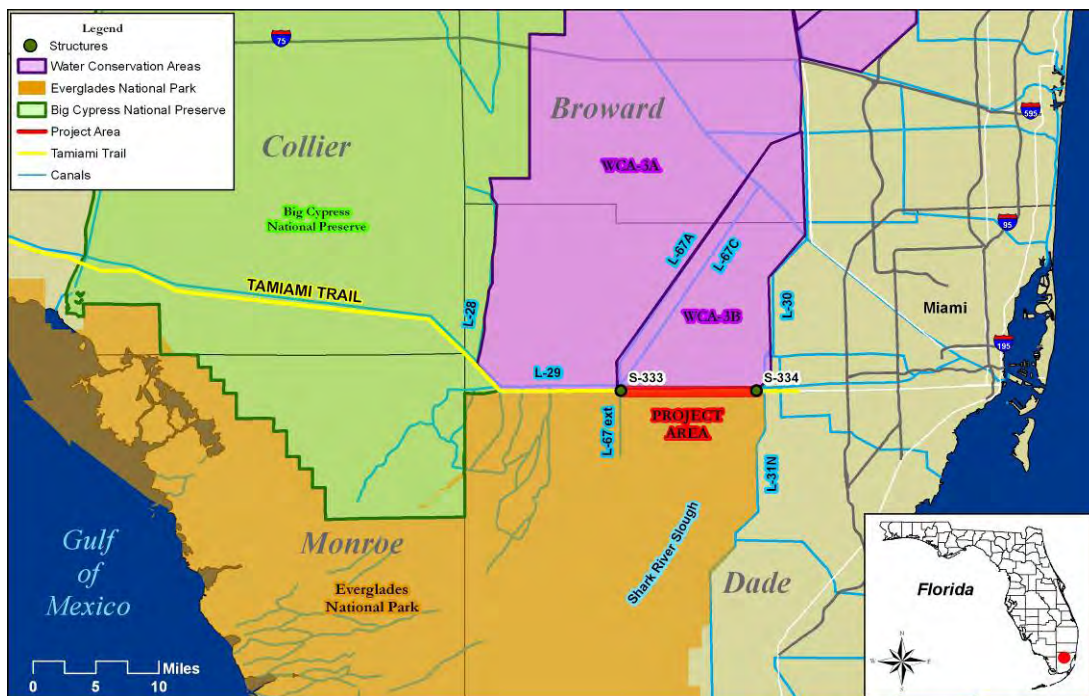 Legend
Structures
Water Conservation Areas
Everglades National Park
Big Cypress National Preserve
Project Area
Tamiami Trail
Canals
75
Broward
595
Collier
WCA-3A
Big Cypress
National Preserve
95
L-67A
L-67C
TAMIAMI TRAIL
L-28
WCA-3B
L-30
Miami
195
L-29
S-333
S-334
PROJECT
AREA
L-67 ext
L-31N
Gulf
of
Mexico
Monroe
Everglades
National Park
Shark River Slough
Dade
Florida
N
W
E
S
Miles
0
5
10